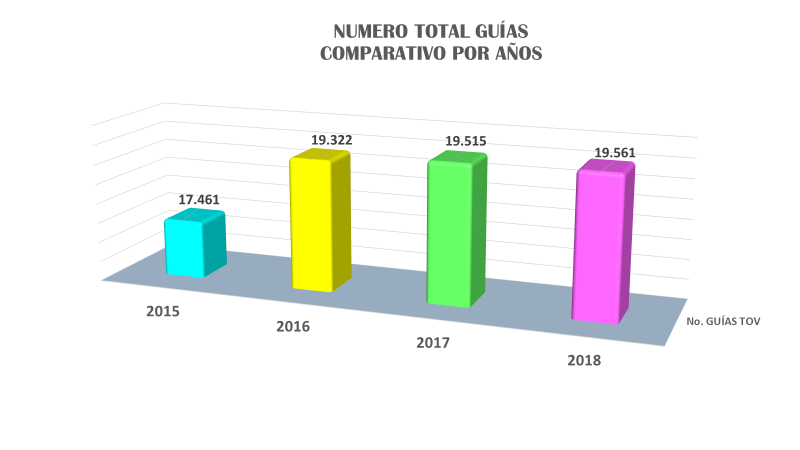 NUMERO TOTAL GUÍAS
COMPARATIVO POR AÑOS
17.461
19.322
19.515
19.561
2015
2016
2017
2018
No. GUÍAS TOV